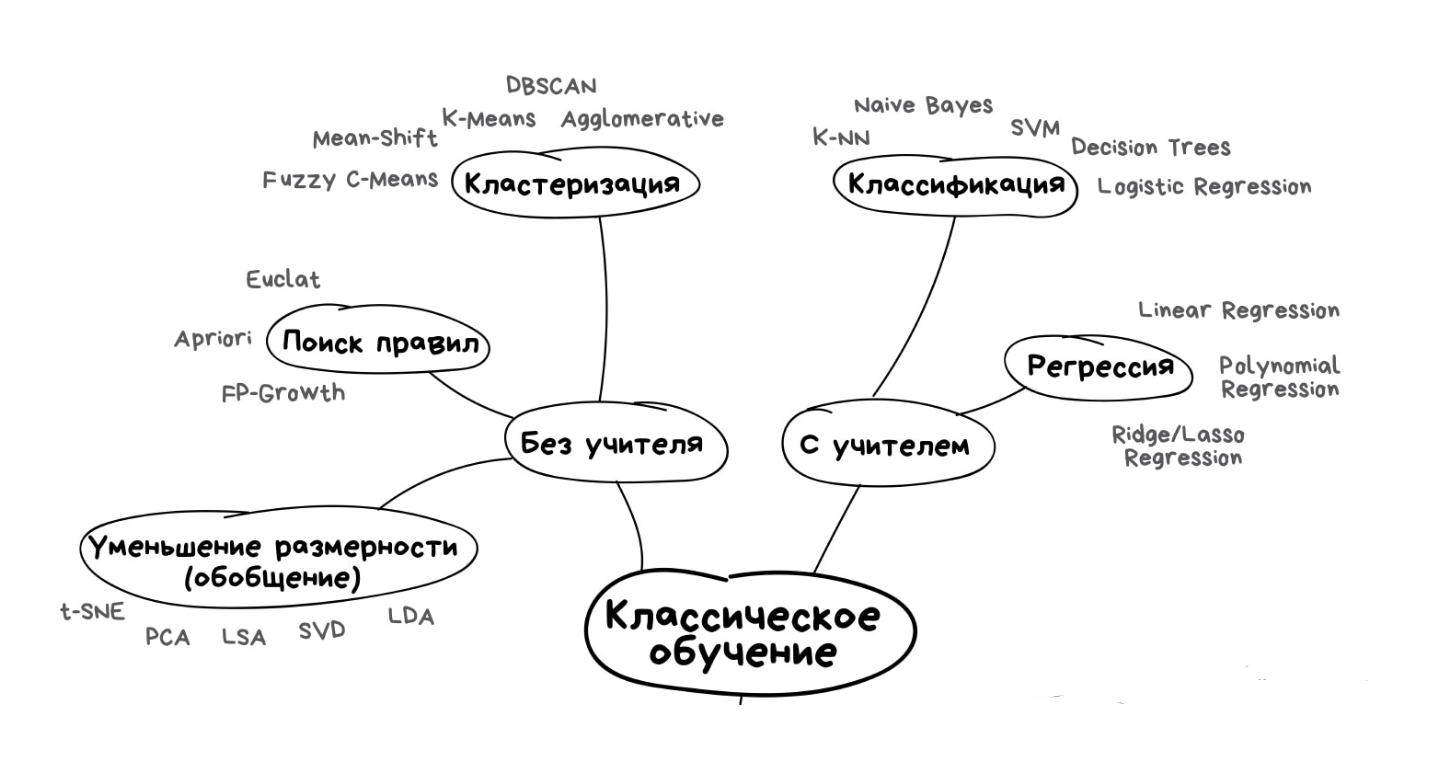 DBSCAN
K-Means
Agglomerative
Mean-Shift
Fuzzy C-Means
Кластеризация
Naive Bayes
K-NN
SVM
Decision Trees
Классификация
Logistic Regression
Euclat
Apriori
Поиск правил
FP-Growth
Linear Regression
Регрессия
Polynomial
Regression
Ridge/Lasso
Regression
Без учителя
С учителем
Уменьшение размерности
(обобщение)
t-SNE
PCA
LSA
SVD
LDA
Классическое
обучение